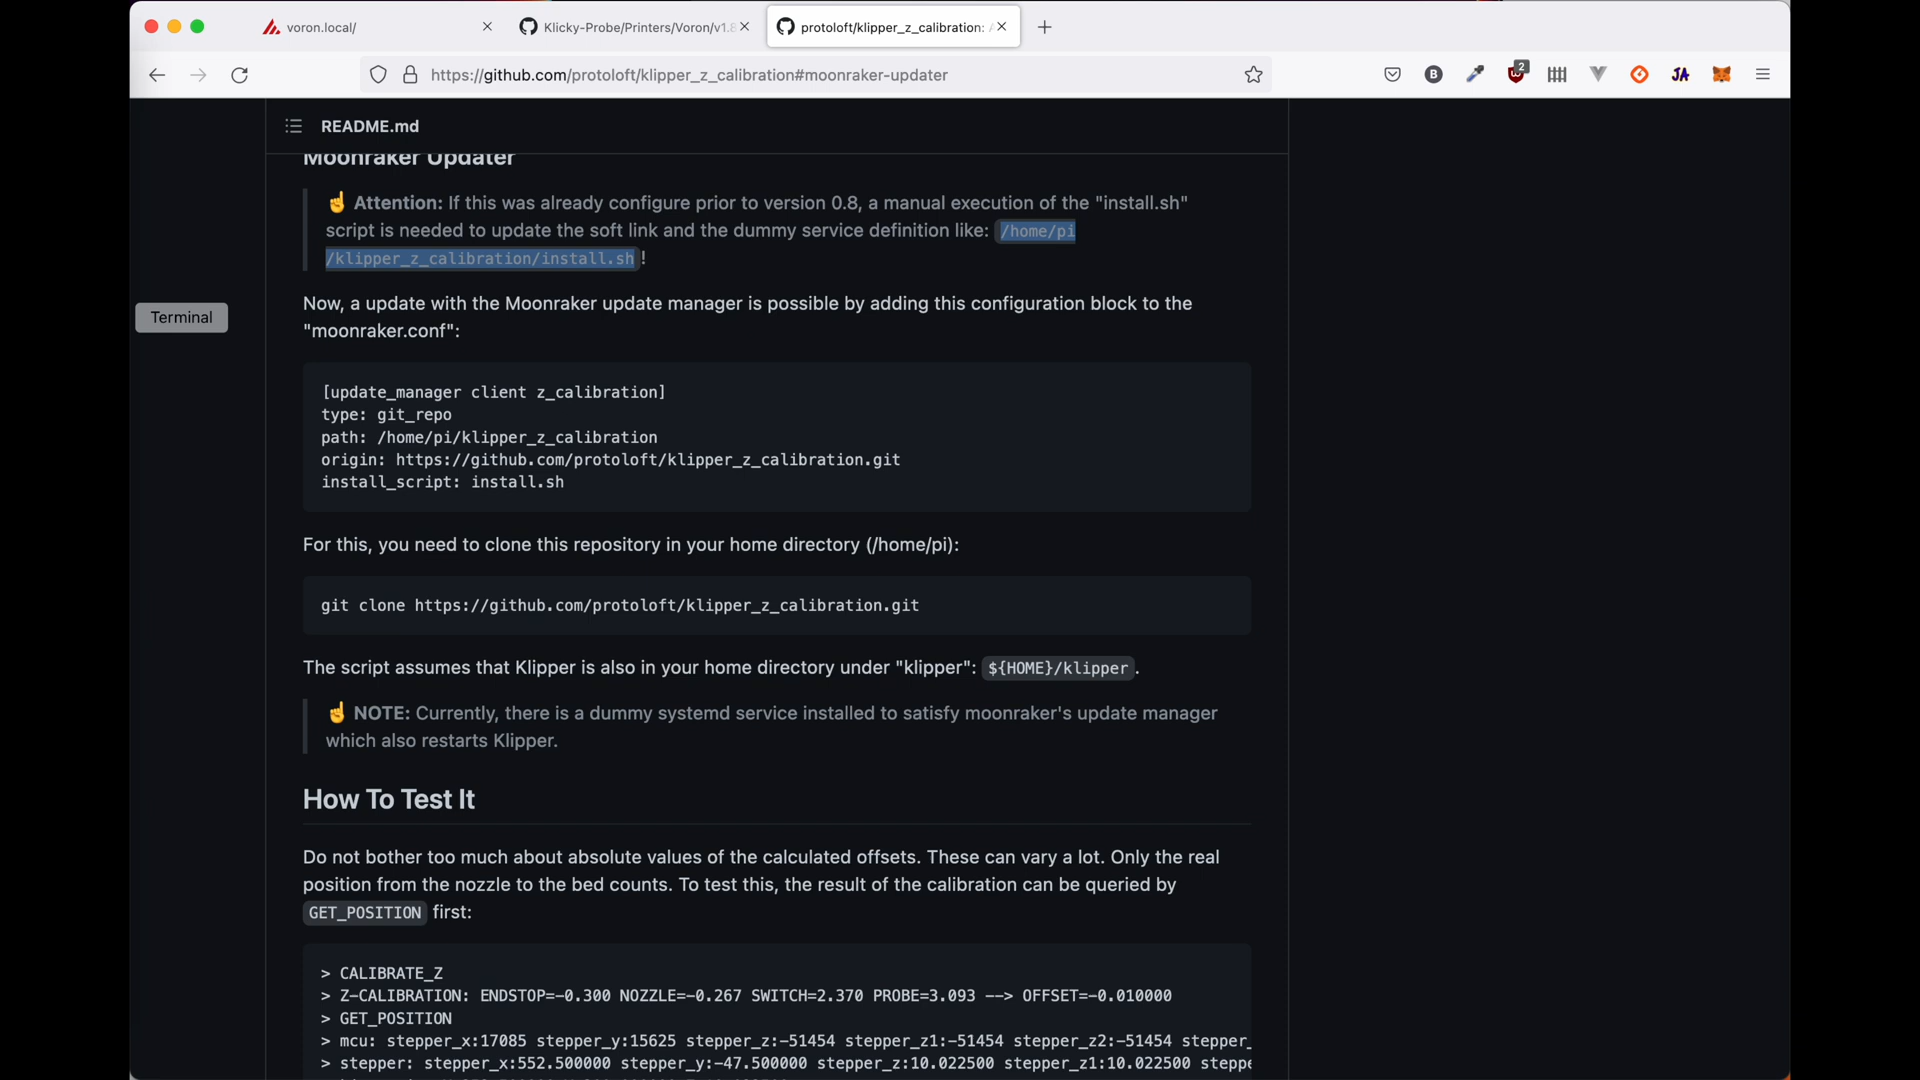 voron.local/
Klicky-Probe/Printers/Voron/v1.8
protoloft/klipper_z_calibration:
https://github.com/protoloft/klipper_z_calibration#moonraker-updater
B
2
JA
README.md
Moonraker Updater
☝ Attention: If this was already configure prior to version 0.8, a manual execution of the "install.sh"
script is needed to update the soft link and the dummy service definition like: /home/pi
/klipper_z_calibration/install.sh !
Terminal
Now, a update with the Moonraker update manager is possible by adding this configuration block to the
"moonraker.conf":
[update_manager client z_calibration]
type: git_repo
path: /home/pi/klipper_z_calibration
origin: https://github.com/protoloft/klipper_z_calibration.git
install_script: install.sh
For this, you need to clone this repository in your home directory (/home/pi):
git clone https://github.com/protoloft/klipper_z_calibration.git
The script assumes that Klipper is also in your home directory under "klipper": ${HOME}/klipper.
☝ NOTE: Currently, there is a dummy systemd service installed to satisfy moonraker's update manager
which also restarts Klipper.
How To Test It
Do not bother too much about absolute values of the calculated offsets. These can vary a lot. Only the real
position from the nozzle to the bed counts. To test this, the result of the calibration can be queried by
GET_POSITION first:
> CALIBRATE_Z
> Z-CALIBRATION: ENDSTOP=-0.300 NOZZLE=-0.267 SWITCH=2.370 PROBE=3.093 --> OFFSET=-0.010000
> GET_POSITION
> mcu: stepper_x:17085 stepper_y:15625 stepper_z:-51454 stepper_z1:-51454 stepper_z2:-51454 stepper_
> stepper: stepper_x:552.500000 stepper_y:-47.500000 stepper_z:10.022500 stepper_z1:10.022500 steppe